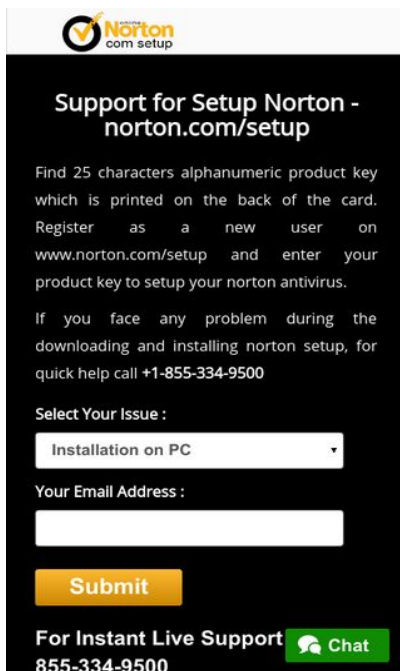 Norton
com setup
Support for Setup Norton -
norton.com/setup
Find 25 characters alphanumeric product key
which is printed on the back of the card.
Register as a new user on
www.norton.com/setup and enter your
product key to setup your norton antivirus.
If you face any problem during the
downloading and installing norton setup, for
quick help call +1-855-334-9500
Select Your Issue :
Installation on PC
Your Email Address :
Submit
For Instant Live Support
Chat
855-334-9500